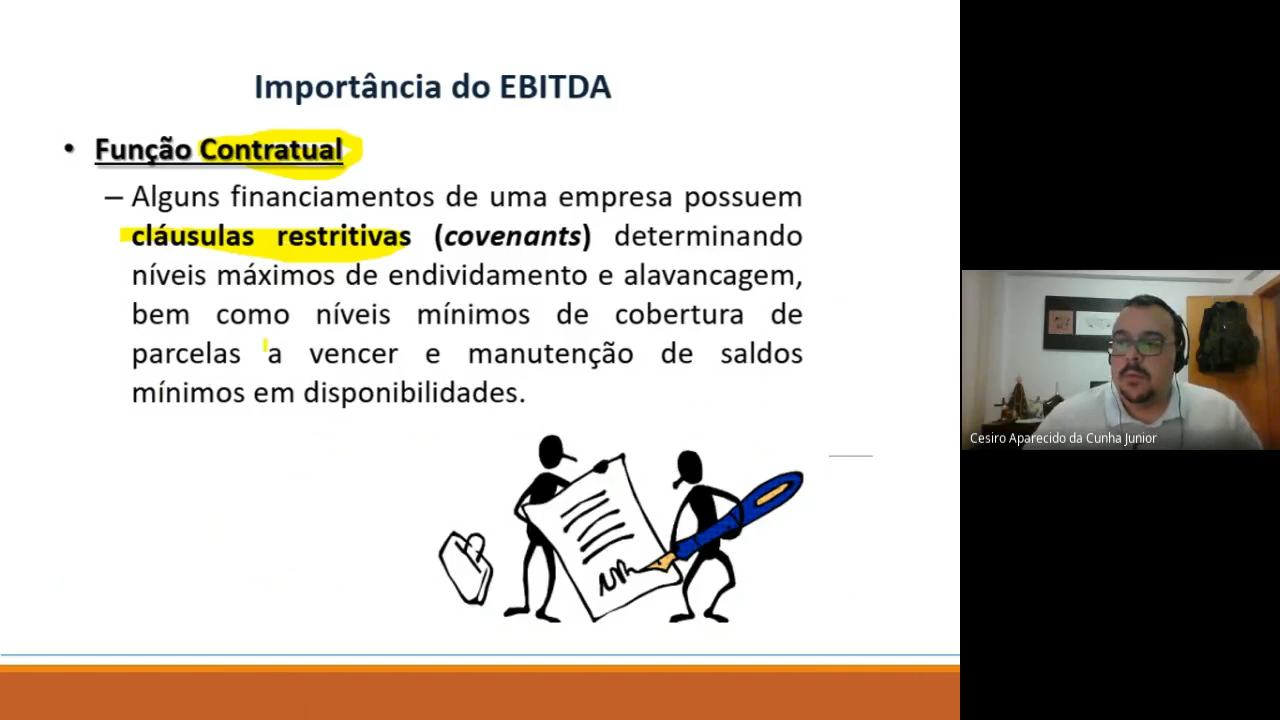 Importância do EBITDA
• Função Contratual
– Alguns financiamentos de uma empresa possuem
cláusulas restritivas (covenants) determinando
níveis máximos de endividamento e alavancagem,
bem como níveis mínimos de cobertura de
parcelas a vencer e manutenção de saldos
mínimos em disponibilidades.
Cesiro Aparecido da Cunha Junior